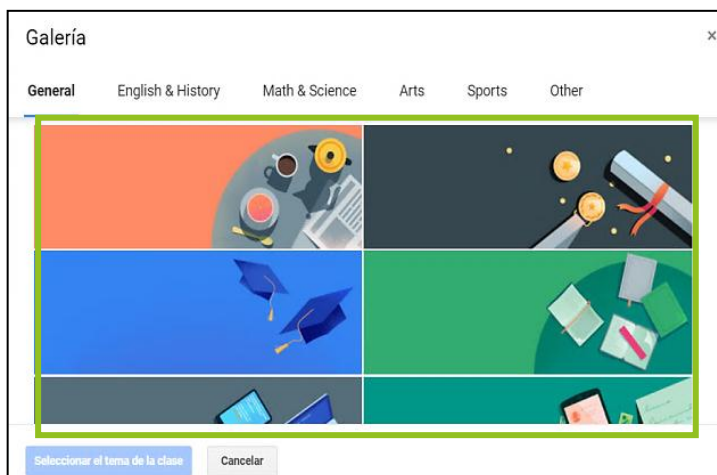 Galería
×
General English & History Math & Science Arts Sports Other
Seleccionar el tema de la clase Cancelar